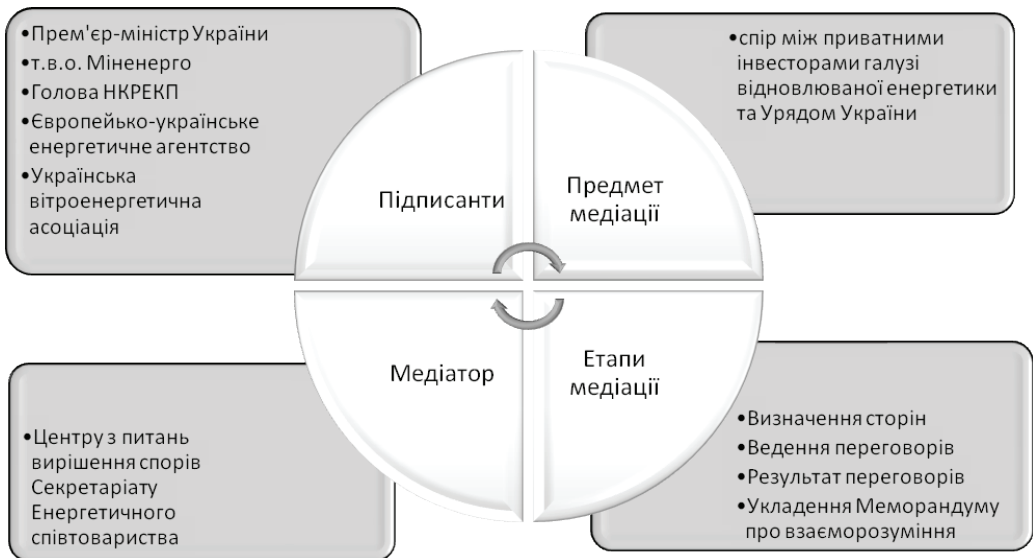 •Прем'єр-міністр України
•т.в.о. Міненерго
•Голова НКРЕКП
•Європейько-українське
енергетичне агентство
•Українська
вітроенергетична
асоціація
Підписанти
•спір між приватними
інвесторами галузі
відновлюваної енергетики
та Урядом України
Предмет
медіації
Медіатор
•Центру з питань
вирішення спорів
Секретаріату
Енергетичного
співтовариства
Етапи
медіації
•Визначення сторін
•Ведення переговорів
•Результат переговорів
•Укладення Меморандуму
про взаєморозуміння